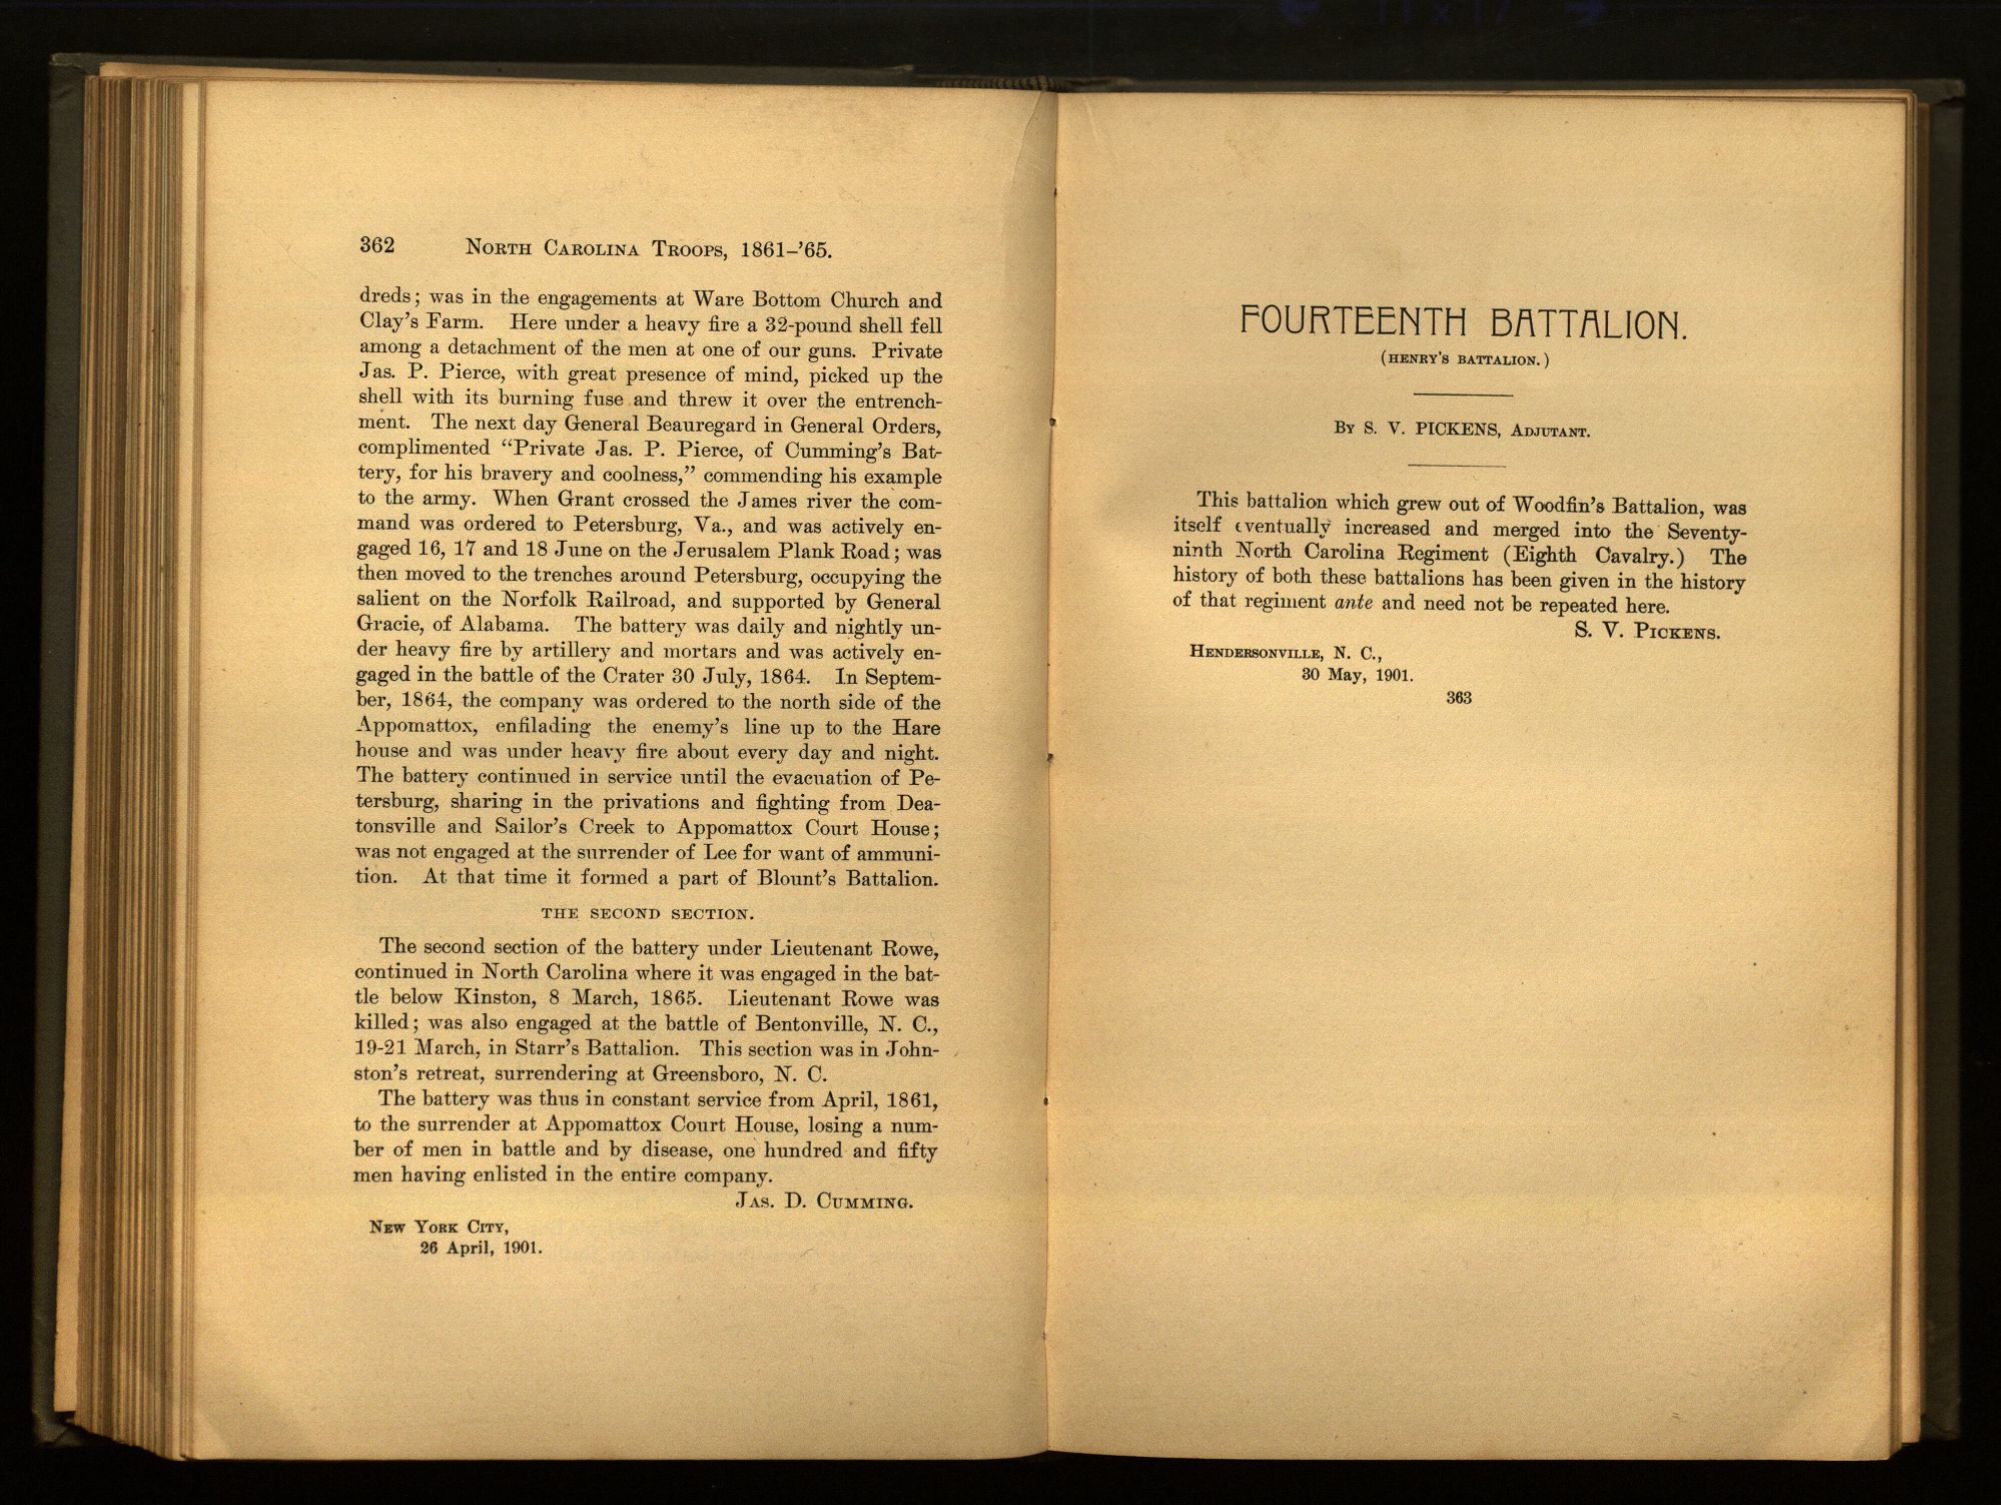 362 North Carolina Troops, 1861-'65.
dreds; was in the engagements at Ware Bottom Church and
Clay's Farm. Here under a heavy fire a 32-pound shell fell
among a detachment of the men at one of our guns. Private
Jas. P. Pierce, with great presence of mind, picked up the
shell with its burning fuse and threw it over the entrench-
ment. The next day General Beauregard in General Orders,
complimented “Private Jas. P. Pierce, of Cumming's Bat-
tery, for his bravery and coolness,” commending his example
to the army. When Grant crossed the James river the com-
mand was ordered to Petersburg, Va., and was actively en-
gaged 16, 17 and 18 June on the Jerusalem Plank Road; was
then moved to the trenches around Petersburg, occupying the
salient on the Norfolk Railroad, and supported by General
Gracie, of Alabama. The battery was daily and nightly un-
der heavy fire by artillery and mortars and was actively en-
gaged in the battle of the Crater 30 July, 1864. In Septem-
ber, 1864, the company was ordered to the north side of the
Appomattox, enfilading the enemy's line up to the Hare
house and was under heavy fire about every day and night.
The battery continued in service until the evacuation of Pe-
tersburg, sharing in the privations and fighting from Dea-
tonsville and Sailor's Creek to Appomattox Court House;
was not engaged at the surrender of Lee for want of ammuni-
tion. At that time it formed a part of Blount's Battalion.
THE SECOND SECTION.
The second section of the battery under Lieutenant Rowe,
continued in North Carolina where it was engaged in the bat-
tle below Kinston, 8 March, 1865. Lieutenant Rowe was
killed; was also engaged at the battle of Bentonville, N. C.,
19-21 March, in Starr's Battalion. This section was in John-
ston's retreat, surrendering at Greensboro, N. C.
The battery was thus in constant service from April, 1861,
to the surrender at Appomattox Court House, losing a num-
ber of men in battle and by disease, one hundred and fifty
men having enlisted in the entire company.
Jas. D. Cumming.
New York City,
26 April, 1901.
FOURTEENTH BATTALION.
(HENRY'S BATTALION.)
By S. V. PICKENS, Adjutant.
This battalion which grew out of Woodfin's Battalion, was
itself eventually increased and merged into the Seventy-
ninth North Carolina Regiment (Eighth Cavalry.) The
history of both these battalions has been given in the history
of that regiment ante and need not be repeated here.
S. V. Pickens.
Hendersonville, N. C.,
30 May, 1901.
363